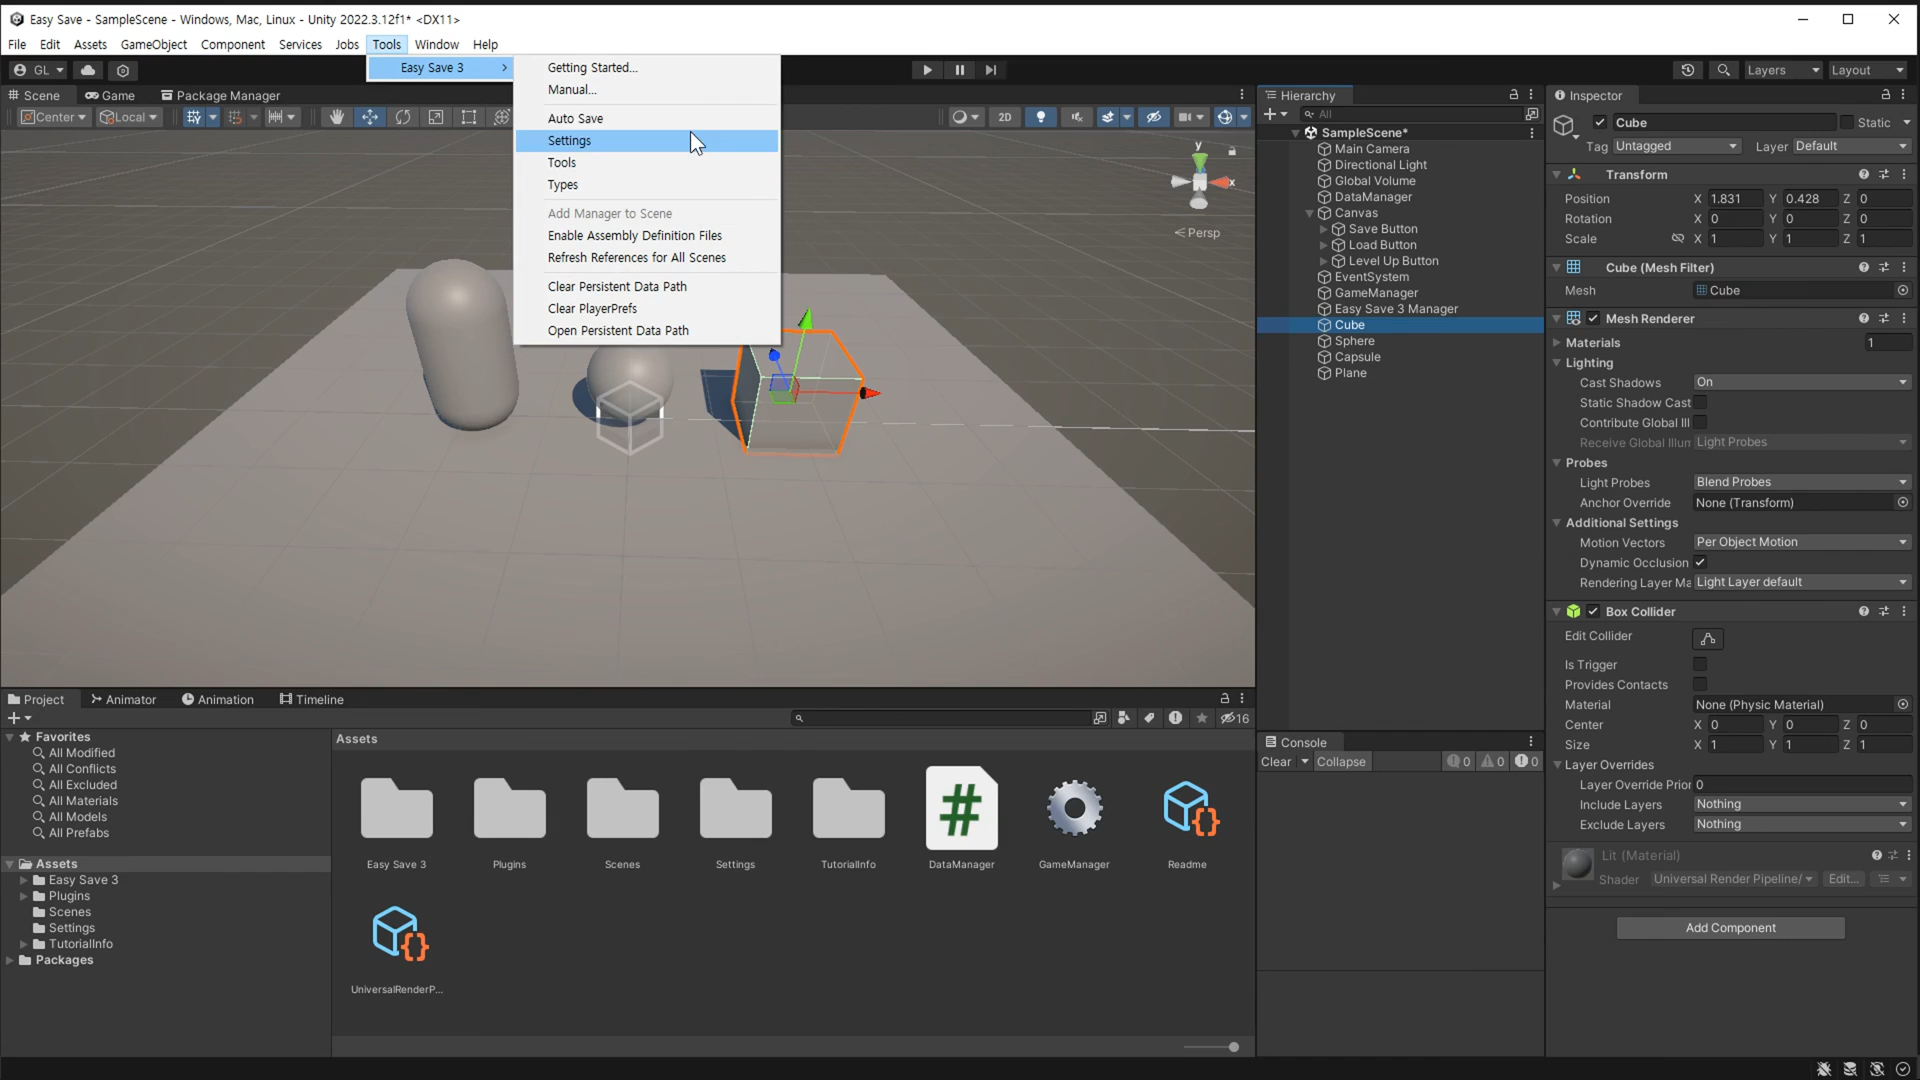 Easy Save - SampleScene - Windows, Mac, Linux - Unity 2022.3.12f1* <DX11>
File Edit Assets GameObject Component Services Jobs Tools Window Help
GL
Layers Layout
Easy Save 3
Getting Started...
Manual...
Auto Save
Settings
Tools
Types
Add Manager to Scene
Enable Assembly Definition Files
Refresh References for All Scenes
Clear Persistent Data Path
Clear PlayerPrefs
Open Persistent Data Path
Scene Game Package Manager
Center Local
2D
y
x
Persp
Hierarchy
All
SampleScene*
Main Camera
Directional Light
Global Volume
DataManager
Canvas
Save Button
Load Button
Level Up Button
EventSystem
GameManager
Easy Save 3 Manager
Cube
Sphere
Capsule
Plane
Inspector
Cube Static
Tag Untagged Layer Default
Transform
Position X 1.831 Y 0.428 Z 0
Rotation X 0 Y 0 Z 0
Scale X 1 Y 1 Z 1
Cube (Mesh Filter)
Mesh Cube
Mesh Renderer
Materials 1
Lighting
Cast Shadows On
Static Shadow Cast
Contribute Global Ill
Receive Global Illum Light Probes
Probes
Light Probes Blend Probes
Anchor Override None (Transform)
Additional Settings
Motion Vectors Per Object Motion
Dynamic Occlusion
Rendering Layer Ma Light Layer default
Box Collider
Edit Collider
Is Trigger
Provides Contacts
Material None (Physic Material)
Center X 0 Y 0 Z 0
Size X 1 Y 1 Z 1
Layer Overrides
Layer Override Prior 0
Include Layers Nothing
Exclude Layers Nothing
Lit (Material)
Shader Universal Render Pipeline/ Edit...
Add Component
Project Animator Animation Timeline
16
Favorites
All Modified
All Conflicts
All Excluded
All Materials
All Models
All Prefabs
Assets
Easy Save 3
Plugins
Scenes
Settings
TutorialInfo
Packages
Assets
Easy Save 3 Plugins Scenes Settings TutorialInfo DataManager GameManager Readme
UniversalRenderP...
Console
Clear Collapse 0 0 0